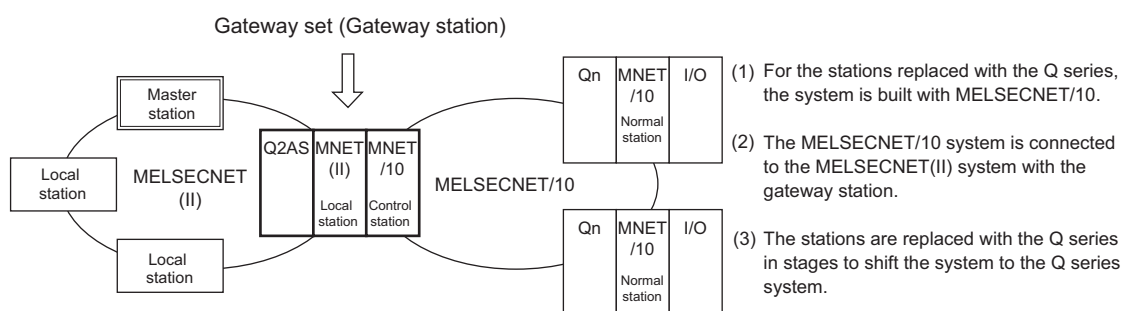 Gateway set (Gateway station)
Master
station
Local
station
MELSECNET
(II)
Local
station
Q2AS
MNET
(II)
Local
station
MNET
/10
Control
station
MELSECNET/10
Qn
MNET
/10
Normal
station
I/O
Qn
MNET
/10
Normal
station
I/O
(1) For the stations replaced with the Q series,
the system is built with MELSECNET/10.
(2) The MELSECNET/10 system is connected
to the MELSECNET(II) system with the
gateway station.
(3) The stations are replaced with the Q series
in stages to shift the system to the Q series
system.